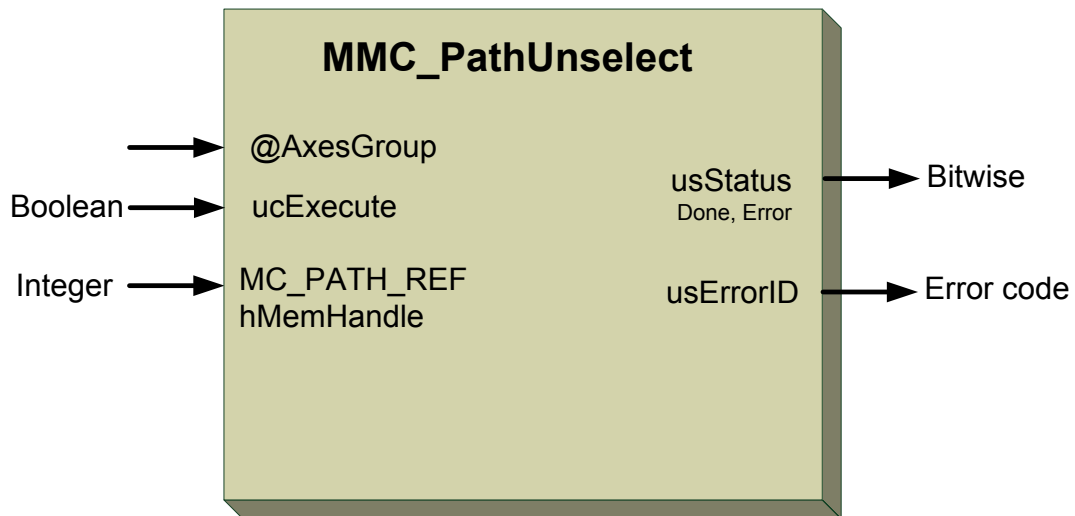 MMC_PathUnselect
@AxesGroup
Boolean
ucExecute
Integer
MC_PATH_REF
hMemHandle
usStatus
Done, Error
Bitwise
usErrorID
Error code